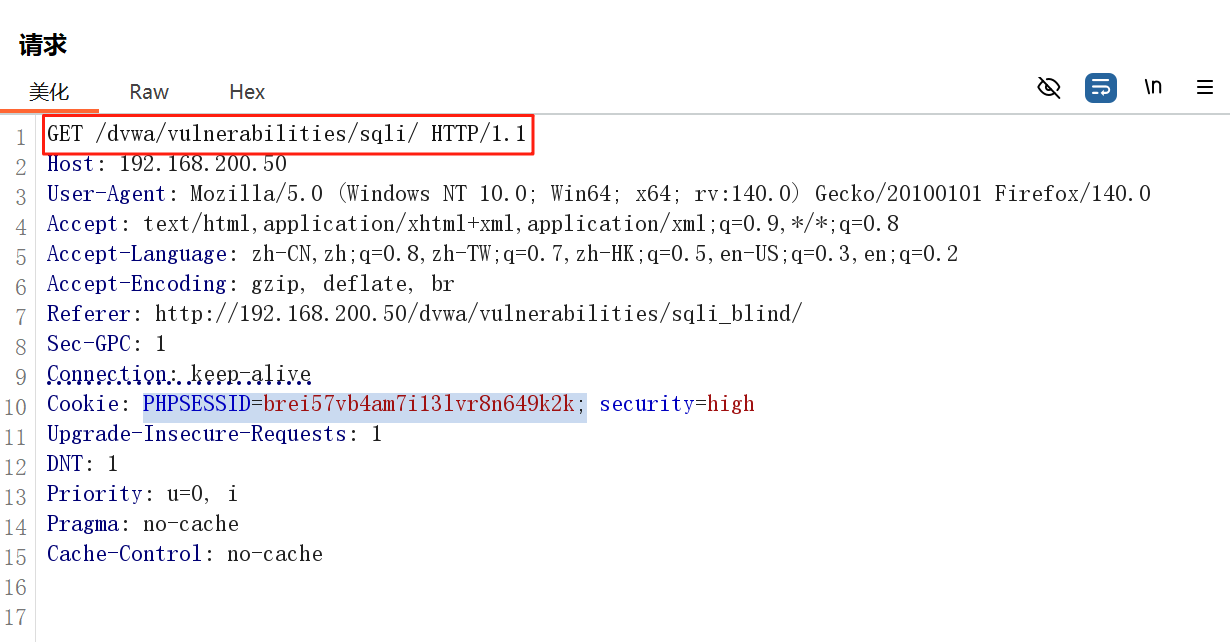 请求
美化 Raw Hex \n
1 GET /dvwa/vulnerabilities/sqli/ HTTP/1.1
2 Host: 192.168.200.50
3 User-Agent: Mozilla/5.0 (Windows NT 10.0; Win64; x64; rv:140.0) Gecko/20100101 Firefox/140.0
4 Accept: text/html,application/xhtml+xml,application/xml;q=0.9,*/*;q=0.8
5 Accept-Language: zh-CN,zh;q=0.8,zh-TW;q=0.7,zh-HK;q=0.5,en-US;q=0.3,en;q=0.2
6 Accept-Encoding: gzip, deflate, br
7 Referer: http://192.168.200.50/dvwa/vulnerabilities/sqli_blind/
8 Sec-GPC: 1
9 Connection: keep-alive
10 Cookie: PHPSESSID=brei57vb4am7i13lvr8n649k2k; security=high
11 Upgrade-Insecure-Requests: 1
12 DNT: 1
13 Priority: u=0, i
14 Pragma: no-cache
15 Cache-Control: no-cache
16
17